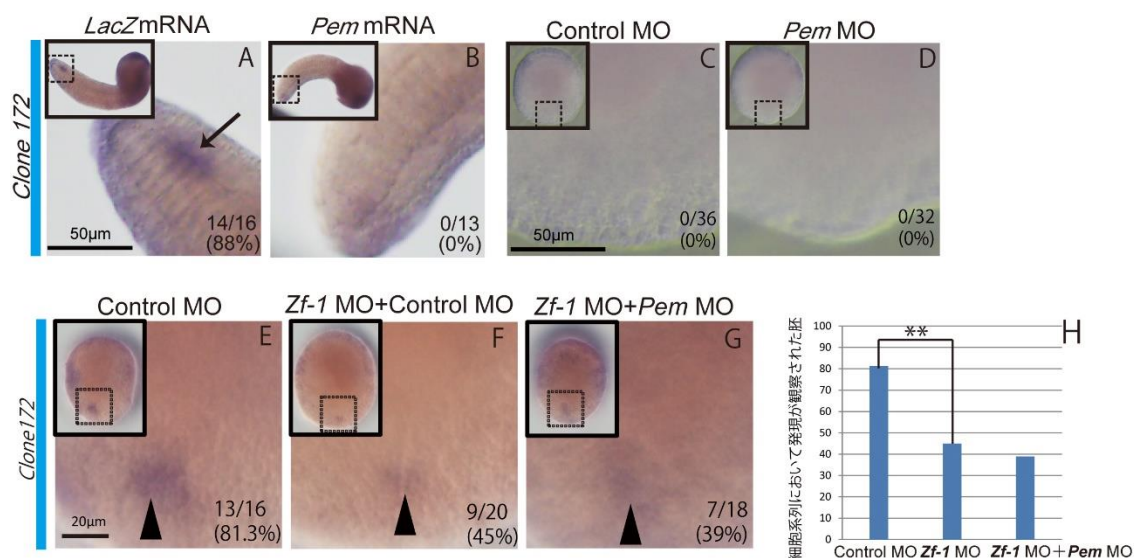 LacZ mRNA
Pem mRNA
Control MO
Pem MO
Clone 172
A
B
C
D
14/16
(88%)
0/13
(0%)
0/36
(0%)
0/32
(0%)
50μm
50μm
Control MO
Zf-1 MO+Control MO
Zf-1 MO+Pem MO
Clone172
E
F
G
H
13/16
(81.3%)
9/20
(45%)
7/18
(39%)
20μm
細胞系列において発現が観察された胚
100
90
80
70
60
50
40
30
20
10
0
**
Control MO
Zf-1 MO
Zf-1 MO+Pem MO